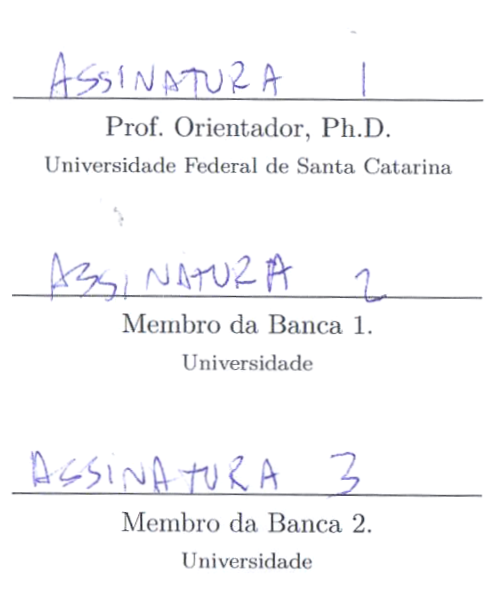 ASSINATURA 1
Prof. Orientador, Ph.D.
Universidade Federal de Santa Catarina
ASSINATURA 2
Membro da Banca 1.
Universidade
ASSINATURA 3
Membro da Banca 2.
Universidade